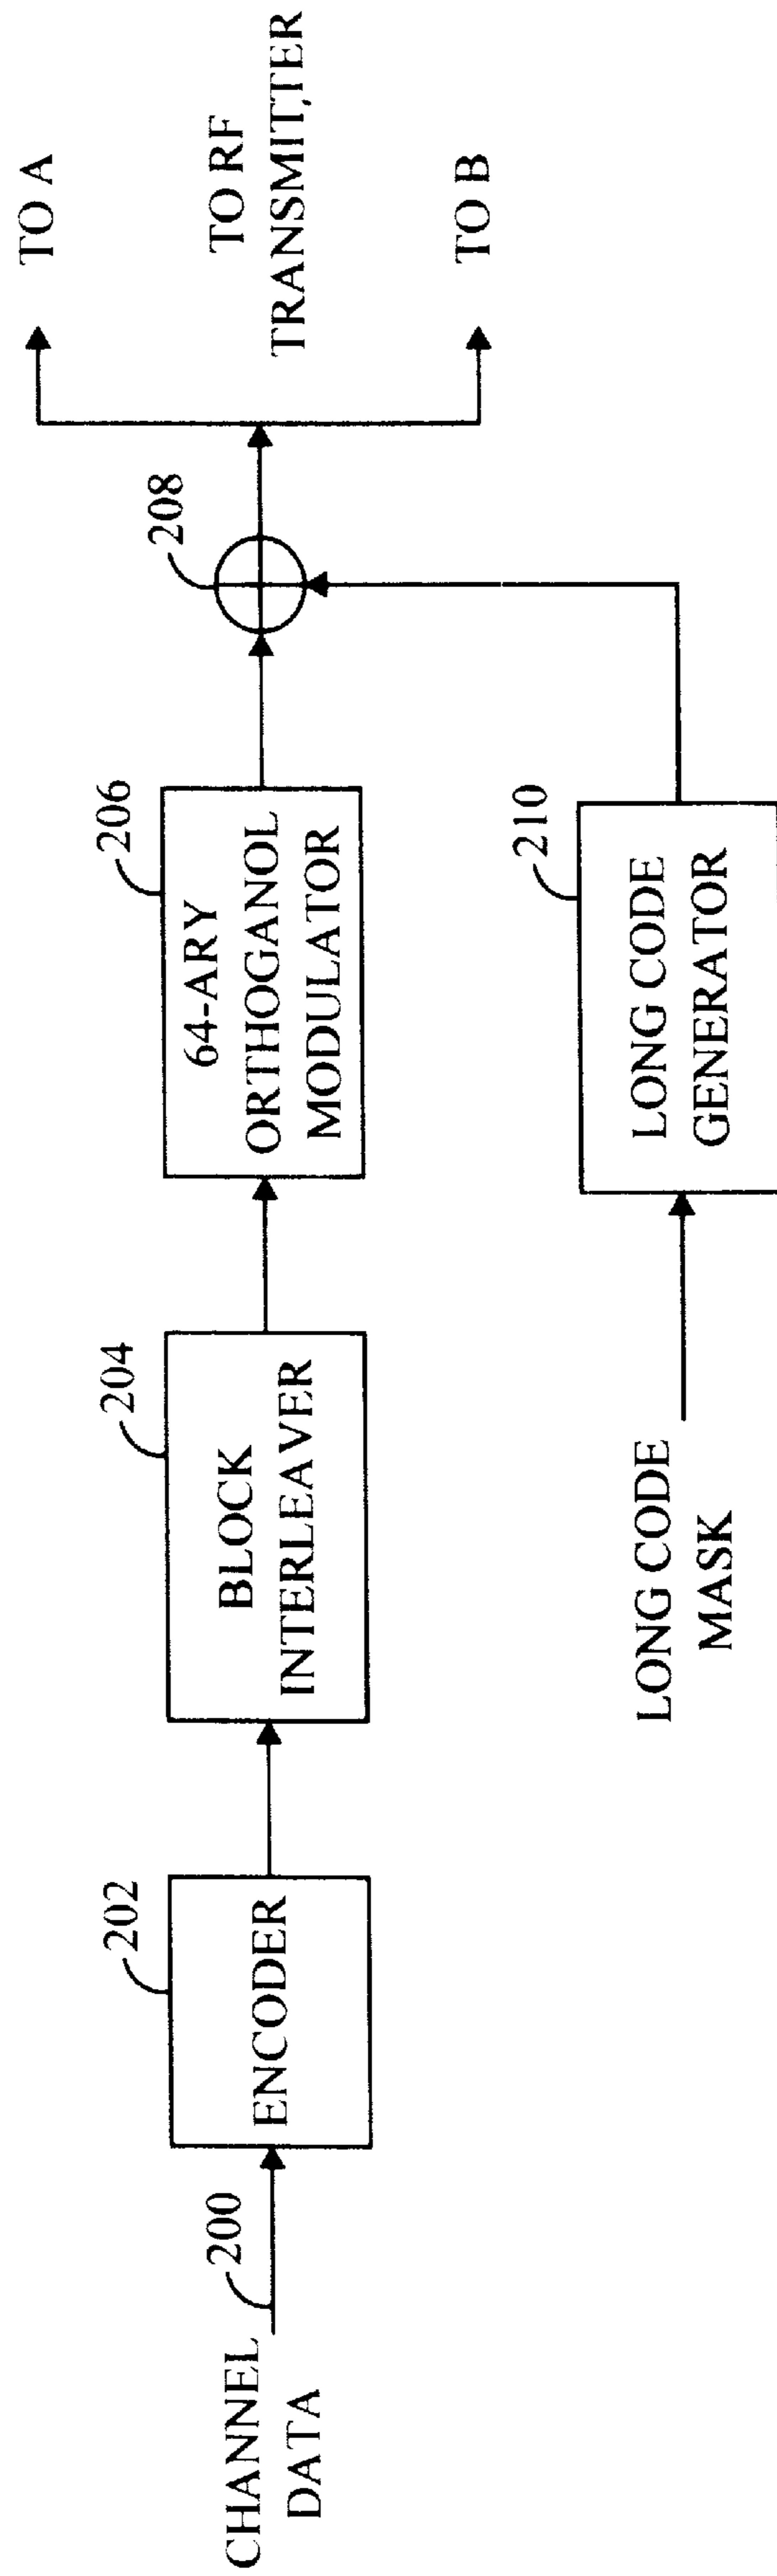 CHANNEL
DATA
200
202
ENCODER
204
BLOCK
INTERLEAVER
206
64-ARY
ORTHOGANOL
MODULATOR
208
TO A
TO RF
TRANSMITTER
TO B
LONG CODE
MASK
210
LONG CODE
GENERATOR